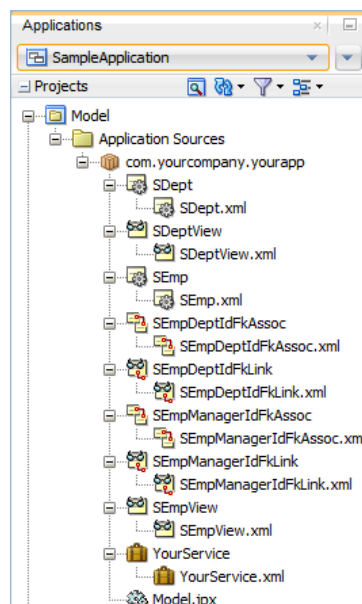 Applications
SampleApplication
Projects
Model
Application Sources
com.yourcompany.yourapp
SDept
SDept.xml
SDeptView
SDeptView.xml
SEmp
SEmp.xml
SEmpDeptIdFkAssoc
SEmpDeptIdFkAssoc.xml
SEmpDeptIdFkLink
SEmpDeptIdFkLink.xml
SEmpManagerIdFkAssoc
SEmpManagerIdFkAssoc.xm
SEmpManagerIdFkLink
SEmpManagerIdFkLink.xml
SEmpView
SEmpView.xml
YourService
YourService.xml
Model.jpx